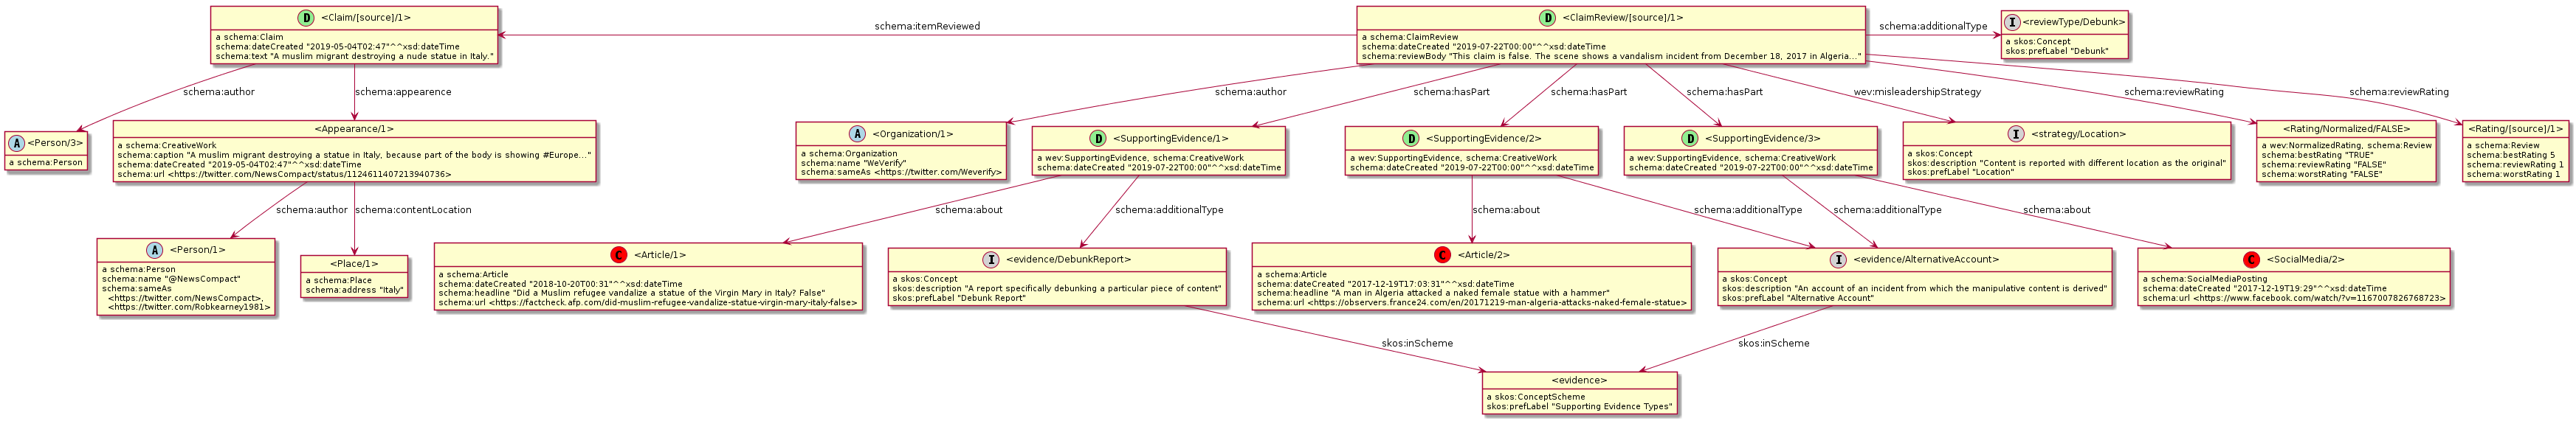 D <Claim/[source]/1>
a schema:Claim
schema:dateCreated "2019-05-04T02:47"^^xsd:dateTime
schema:text "A muslim migrant destroying a nude statue in Italy."
schema:itemReviewed
D <ClaimReview/[source]/1>
a schema:ClaimReview
schema:dateCreated "2019-07-22T00:00"^^xsd:dateTime
schema:reviewBody "This claim is false. The scene shows a vandalism incident from December 18, 2017 in Algeria..."
schema:additionalType
I <reviewType/Debunk>
a skos:Concept
skos:prefLabel "Debunk"
schema:author
schema:appearence
schema:author
schema:hasPart
schema:hasPart
schema:hasPart
wev:misleadershipStrategy
schema:reviewRating
schema:reviewRating
A <Person/3>
a schema:Person
<Appearance/1>
a schema:CreativeWork
schema:caption "A muslim migrant destroying a statue in Italy, because part of the body is showing #Europe..."
schema:dateCreated "2019-05-04T02:47"^^xsd:dateTime
schema:url <https://twitter.com/NewsCompact/status/1124611407213940736>
A <Organization/1>
a schema:Organization
schema:name "WeVerify"
schema:sameAs <https://twitter.com/Weverify>
D <SupportingEvidence/1>
a wev:SupportingEvidence, schema:CreativeWork
schema:dateCreated "2019-07-22T00:00"^^xsd:dateTime
D <SupportingEvidence/2>
a wev:SupportingEvidence, schema:CreativeWork
schema:dateCreated "2019-07-22T00:00"^^xsd:dateTime
D <SupportingEvidence/3>
a wev:SupportingEvidence, schema:CreativeWork
schema:dateCreated "2019-07-22T00:00"^^xsd:dateTime
I <strategy/Location>
a skos:Concept
skos:description "Content is reported with different location as the original"
skos:prefLabel "Location"
<Rating/Normalized/FALSE>
a wev:NormalizedRating, schema:Review
schema:bestRating "TRUE"
schema:reviewRating "FALSE"
schema:worstRating "FALSE"
<Rating/[source]/1>
a schema:Review
schema:bestRating 5
schema:reviewRating 1
schema:worstRating 1
schema:author
schema:contentLocation
schema:about
schema:additionalType
schema:about
schema:additionalType
schema:additionalType
schema:about
A <Person/1>
a schema:Person
schema:name "@NewsCompact"
schema:sameAs
<https://twitter.com/NewsCompact>,
<https://twitter.com/Robkearney1981>
<Place/1>
a schema:Place
schema:address "Italy"
C <Article/1>
a schema:Article
schema:dateCreated "2018-10-20T00:31"^^xsd:dateTime
schema:headline "Did a Muslim refugee vandalize a statue of the Virgin Mary in Italy? False"
schema:url <https://factcheck.afp.com/did-muslim-refugee-vandalize-statue-virgin-mary-italy-false>
I <evidence/DebunkReport>
a skos:Concept
skos:description "A report specifically debunking a particular piece of content"
skos:prefLabel "Debunk Report"
C <Article/2>
a schema:Article
schema:dateCreated "2017-12-19T17:03:31"^^xsd:dateTime
schema:headline "A man in Algeria attacked a naked female statue with a hammer"
schema:url <https://observers.france24.com/en/20171219-man-algeria-attacks-naked-female-statue>
I <evidence/AlternativeAccount>
a skos:Concept
skos:description "An account of an incident from which the manipulative content is derived"
skos:prefLabel "Alternative Account"
C <SocialMedia/2>
a schema:SocialMediaPosting
schema:dateCreated "2017-12-19T19:29"^^xsd:dateTime
schema:url <https://www.facebook.com/watch/?v=1167007826768723>
skos:inScheme
skos:inScheme
<evidence>
a skos:ConceptScheme
skos:prefLabel "Supporting Evidence Types"